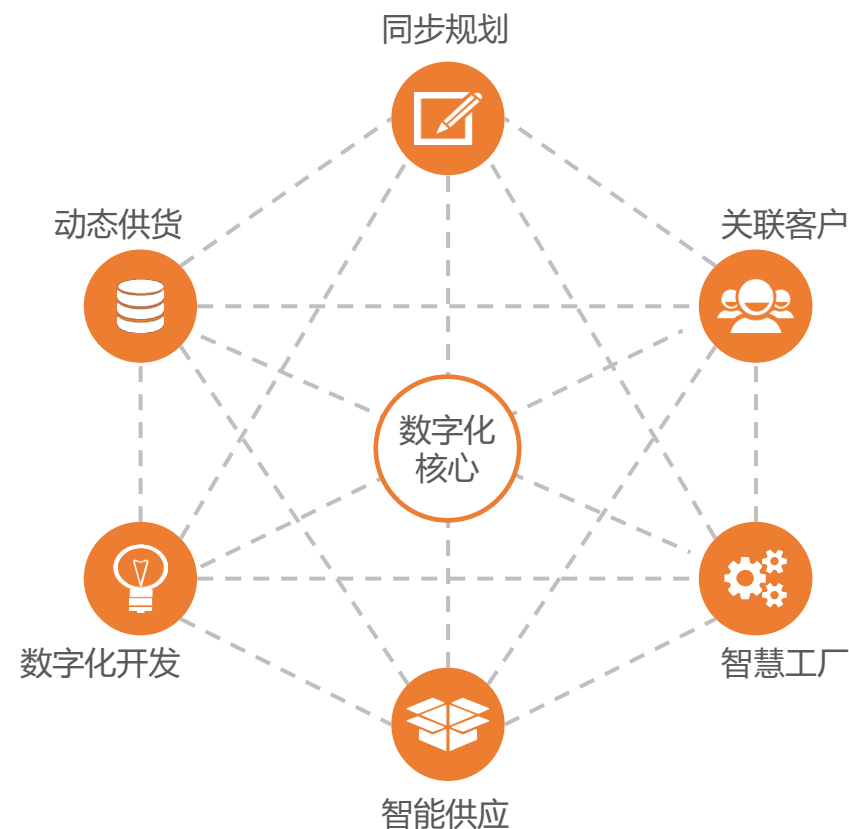 同步规划
动态供货
关联客户
数字化
核心
数字化开发
智慧工厂
智能供应